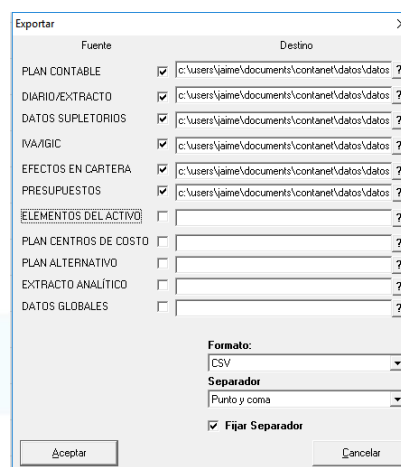 Exportar
Fuente Destino
PLAN CONTABLE c:\users\jaime\documents\contanet\datos\datos ?
DIARIO/EXTRACTO c:\users\jaime\documents\contanet\datos\datos ?
DATOS SUPLETORIOS c:\users\jaime\documents\contanet\datos\datos ?
IVA/IGIC c:\users\jaime\documents\contanet\datos\datos ?
EFECTOS EN CARTERA c:\users\jaime\documents\contanet\datos\datos ?
PRESUPUESTOS c:\users\jaime\documents\contanet\datos\datos ?
ELEMENTOS DEL ACTIVO ?
PLAN CENTROS DE COSTO ?
PLAN ALTERNATIVO ?
EXTRACTO ANALÍTICO ?
DATOS GLOBALES ?
Formato:
CSV
Separador
Punto y coma
Fijar Separador
Aceptar Cancelar